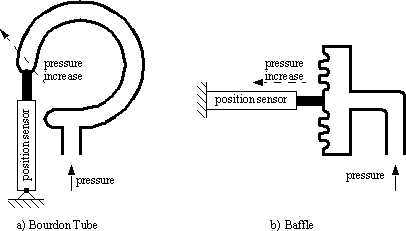 pressure
increase
position sensor
pressure
a) Bourdon Tube
pressure
increase
position sensor
pressure
b) Baffle